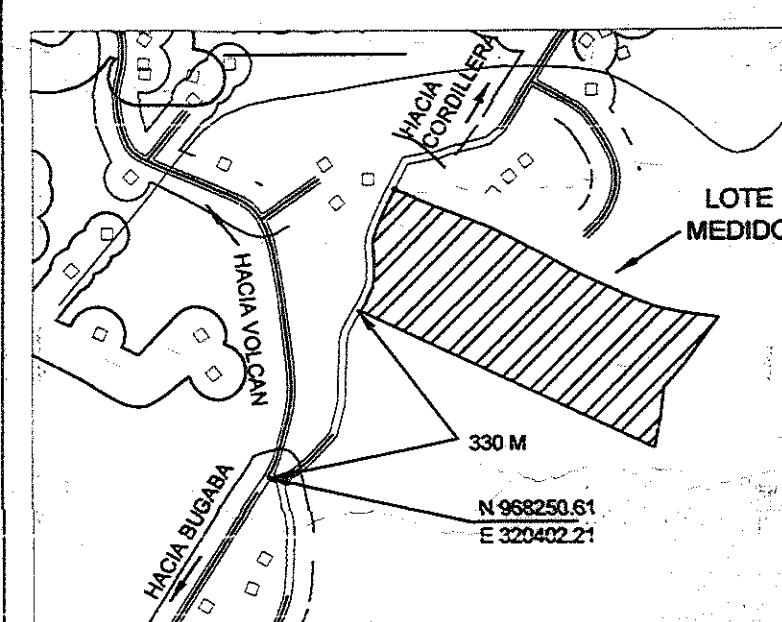 HACIA
CORDILLERA
LOTE
MEDIDO
HACIA VOLCAN
330 M
N 968250.61
E 320402.21
HACIA BUGABA